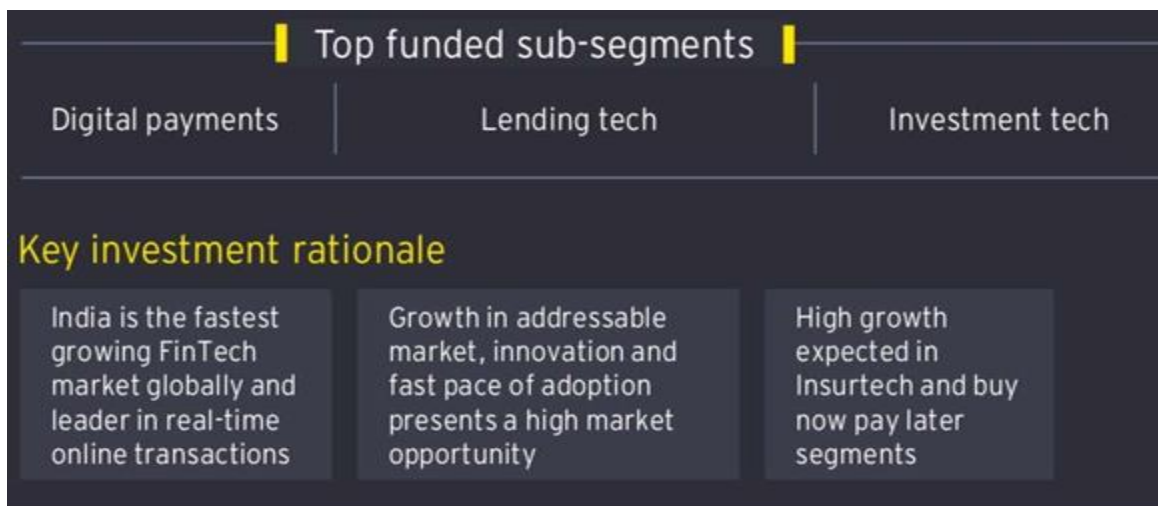 Top funded sub-segments
Digital payments
Lending tech
Investment tech
Key investment rationale
India is the fastest
growing FinTech
market globally and
leader in real-time
online transactions
Growth in addressable
market, innovation and
fast pace of adoption
presents a high market
opportunity
High growth
expected in
Insurtech and buy
now pay later
segments